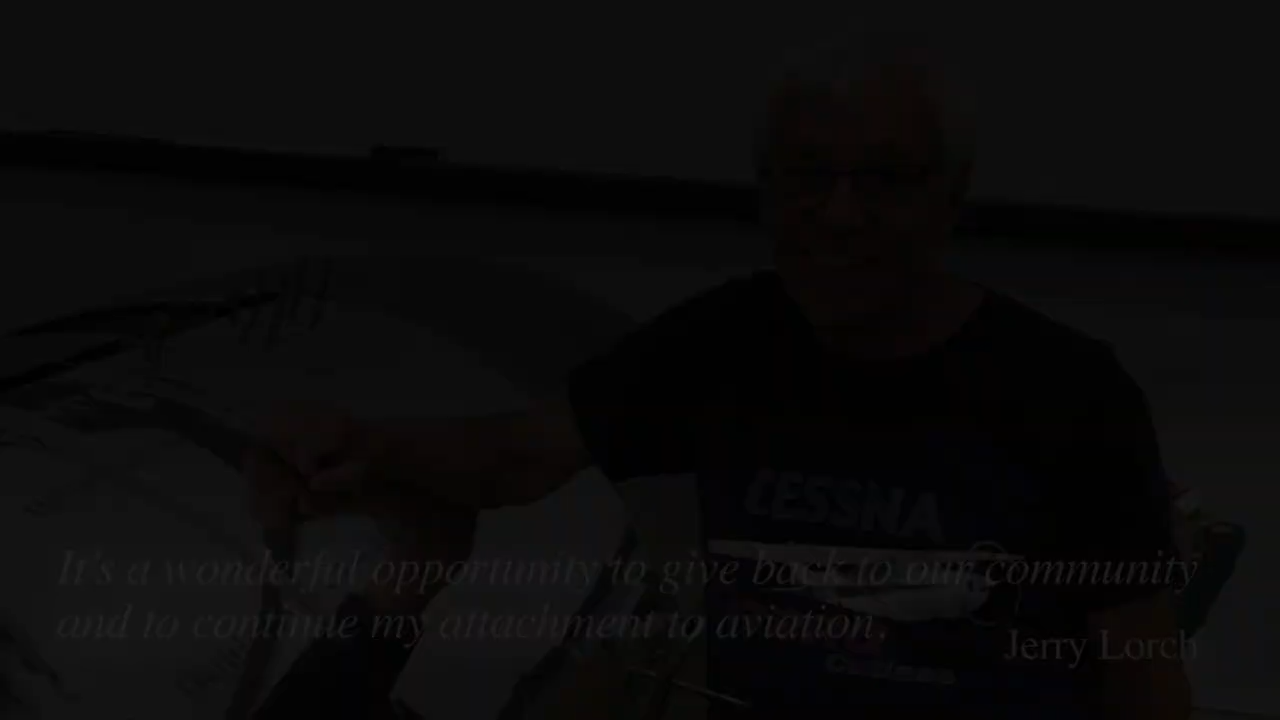 CESSNA
It's a wonderful opportunity to give back to our community
and to continue my attachment to aviation.
Jerry Lorch